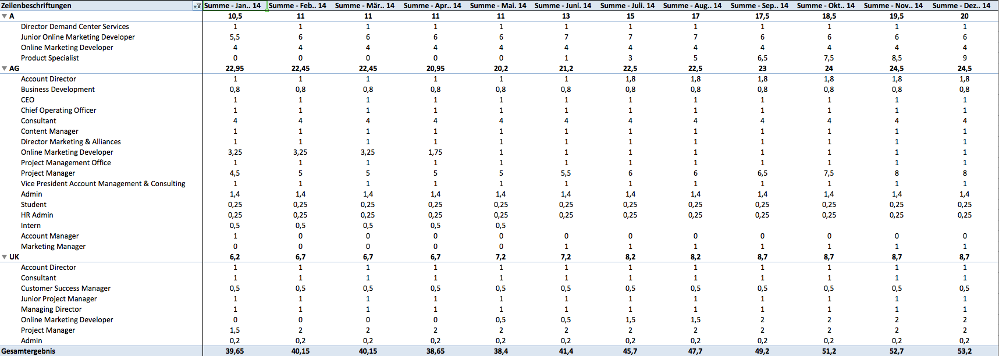 Zeilenbeschriftungen Summe - Jan.. 14 Summe - Feb.. 14 Summe - Mär.. 14 Summe - Apr.. 14 Summe - Mai. 14 Summe - Juni. 14 Summe - Juli. 14 Summe - Aug.. 14 Summe - Sep.. 14 Summe - Okt.. 14 Summe - Nov.. 14 Summe - Dez.. 14
A 10,5 11 11 11 11 13 15 17 17,5 18,5 19,5 20
Director Demand Center Services 1 1 1 1 1 1 1 1 1 1 1 1
Junior Online Marketing Developer 5,5 6 6 6 6 7 7 7 6 6 6 6
Online Marketing Developer 4 4 4 4 4 4 4 4 4 4 4 4
Product Specialist 0 0 0 0 0 1 3 5 6,5 7,5 8,5 9
AG 22,95 22,45 22,45 20,95 20,2 21,2 22,5 22,5 23 24 24,5 24,5
Account Director 1 1 1 1 1 1 1,8 1,8 1,8 1,8 1,8 1,8
Business Development 0,8 0,8 0,8 0,8 0,8 0,8 0,8 0,8 0,8 0,8 0,8 0,8
CEO 1 1 1 1 1 1 1 1 1 1 1 1
Chief Operating Officer 1 1 1 1 1 1 1 1 1 1 1 1
Consultant 4 4 4 4 4 4 4 4 4 4 4 4
Content Manager 1 1 1 1 1 1 1 1 1 1 1 1
Director Marketing & Alliances 1 1 1 1 1 1 1 1 1 1 1 1
Online Marketing Developer 3,25 3,25 3,25 1,75 1 1 1 1 1 1 1 1
Project Management Office 1 1 1 1 1 1 1 1 1 1 1 1
Project Manager 4,5 5 5 5 5 5,5 6 6 6,5 7,5 8 8
Vice President Account Management & Consulting 1 1 1 1 1 1 1 1 1 1 1 1
Admin 1,4 1,4 1,4 1,4 1,4 1,4 1,4 1,4 1,4 1,4 1,4 1,4
Student 0,25 0,25 0,25 0,25 0,25 0,25 0,25 0,25 0,25 0,25 0,25 0,25
HR Admin 0,25 0,25 0,25 0,25 0,25 0,25 0,25 0,25 0,25 0,25 0,25 0,25
Intern 0,5 0,5 0,5 0,5 0,5
Account Manager 1 0 0 0 0 0 0 0 0 0 0 0
Marketing Manager 0 0 0 0 0 1 1 1 1 1 1 1
UK 6,2 6,7 6,7 6,7 7,2 7,2 8,2 8,2 8,7 8,7 8,7 8,7
Account Director 1 1 1 1 1 1 1 1 1 1 1 1
Consultant 1 1 1 1 1 1 1 1 1 1 1 1
Customer Success Manager 0,5 0,5 0,5 0,5 0,5 0,5 0,5 0,5 0,5 0,5 0,5 0,5
Junior Project Manager 1 1 1 1 1 1 1 1 1 1 1 1
Managing Director 1 1 1 1 1 1 1 1 1 1 1 1
Online Marketing Developer 0 0 0 0 0,5 0,5 1,5 1,5 2 2 2 2
Project Manager 1,5 2 2 2 2 2 2 2 2 2 2 2
Admin 0,2 0,2 0,2 0,2 0,2 0,2 0,2 0,2 0,2 0,2 0,2 0,2
Gesamtergebnis 39,65 40,15 40,15 38,65 38,4 41,4 45,7 47,7 49,2 51,2 52,7 53,2